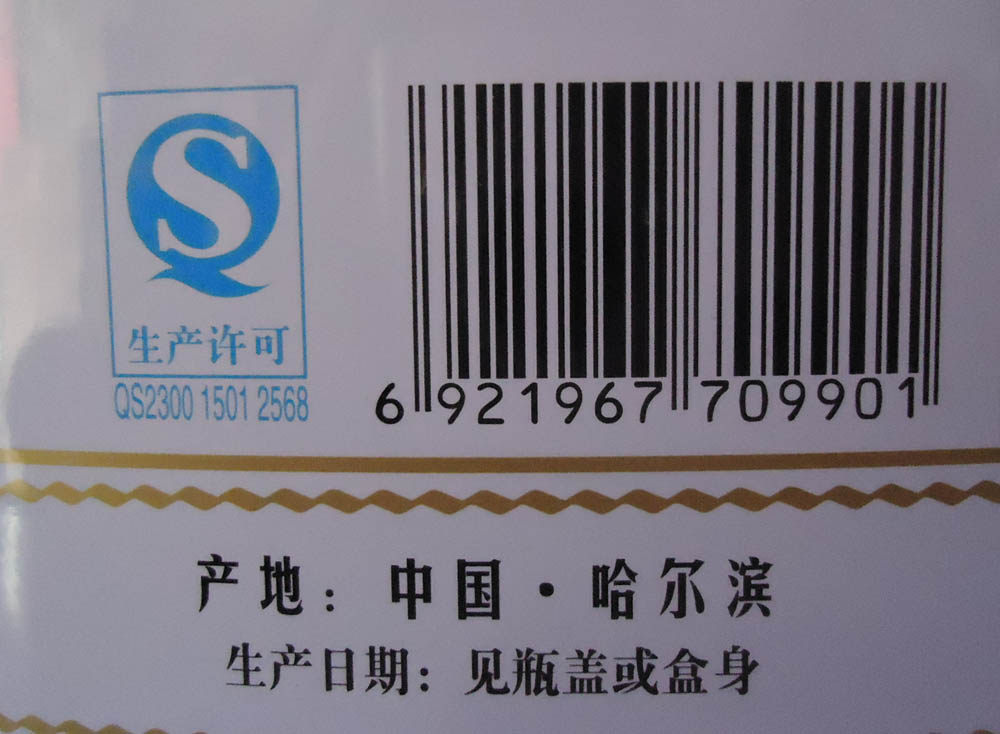 生产许可
QS2300 1501 2568
6 921967 709901
产地：中国·哈尔滨
生产日期：见瓶盖或盒身